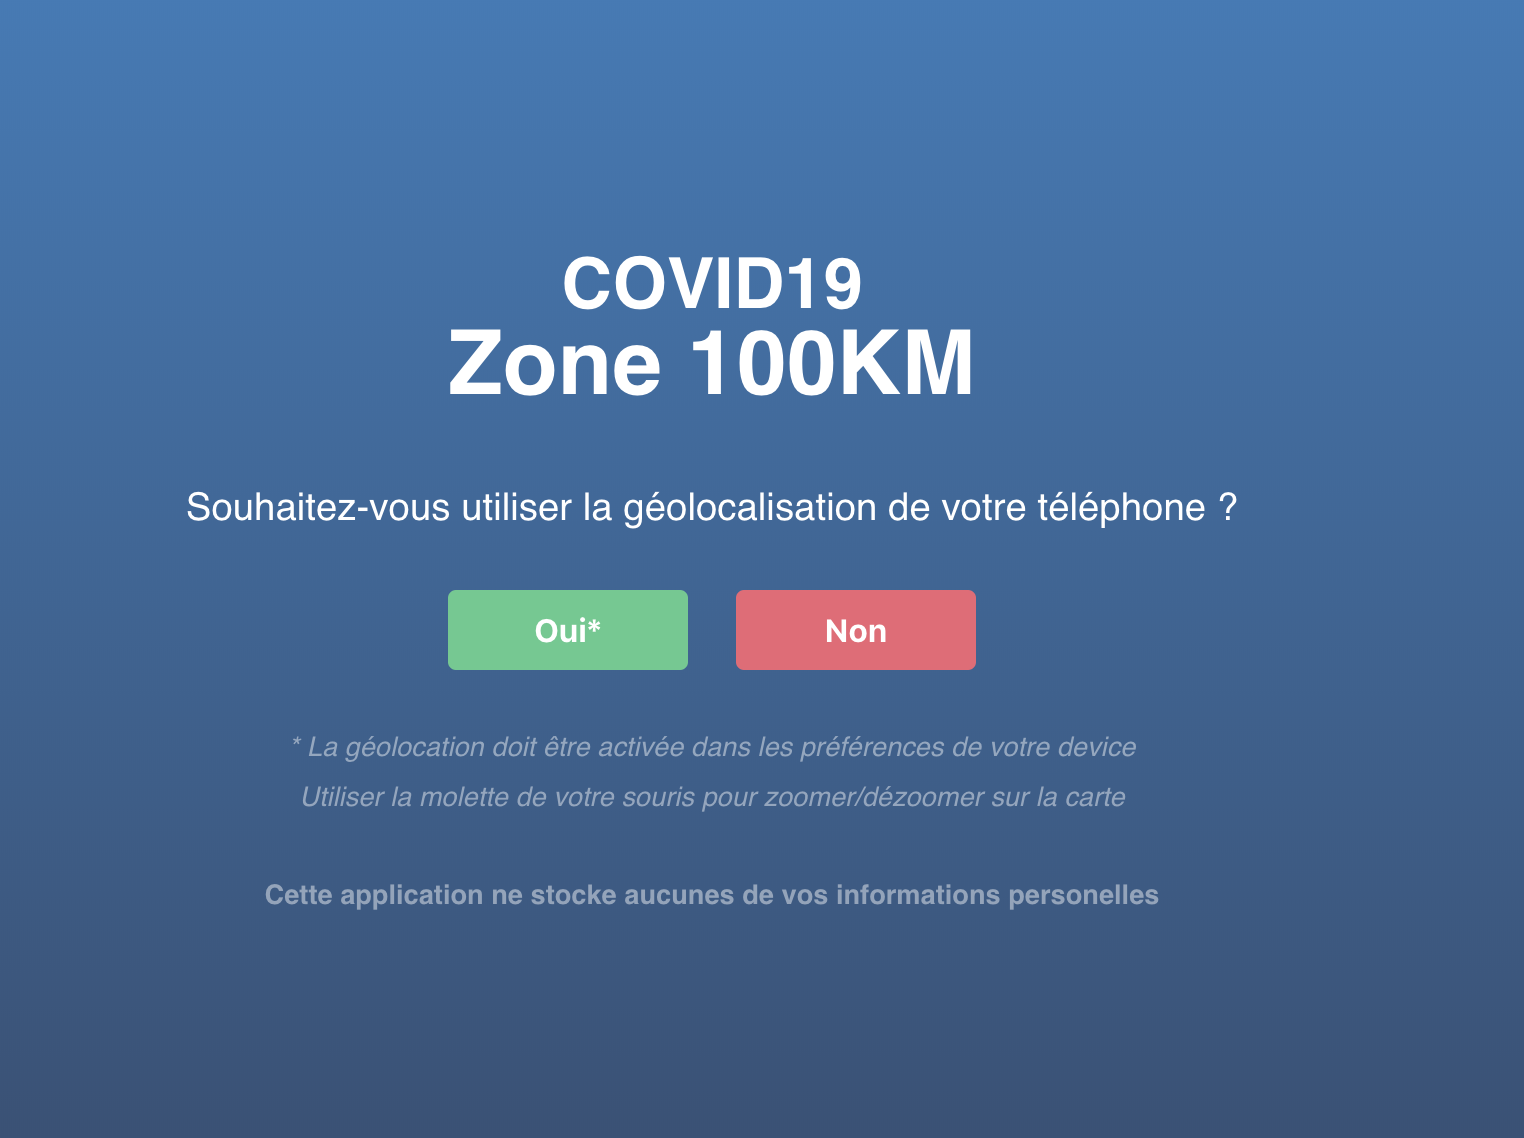 COVID19
Zone 100KM
Souhaitez-vous utiliser la géolocalisation de votre téléphone ?
Oui*
Non
* La géolocation doit être activée dans les préférences de votre device
Utiliser la molette de votre souris pour zoomer/dézoomer sur la carte
Cette application ne stocke aucunes de vos informations personelles